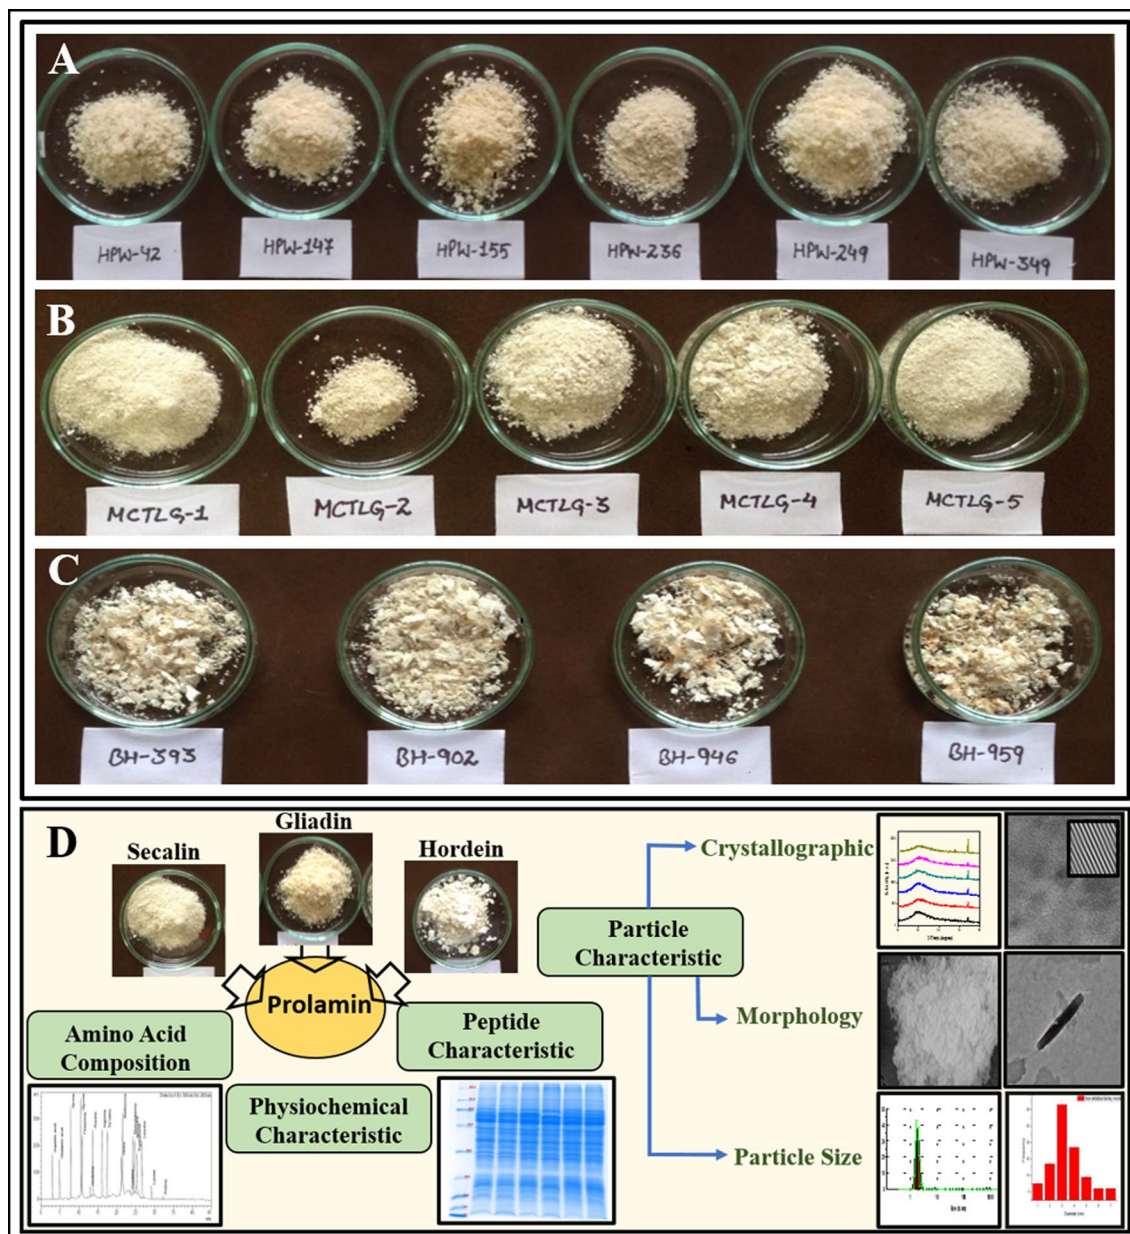 A
HPW-42
HPW-147
HPW-155
HPW-236
HPW-249
HPW-349
B
MCTLG-1
MCTLG-2
MCTLG-3
MCTLG-4
MCTLG-5
C
BH-393
BH-902
BH-946
BH-959
D
Secalin
Gliadin
Hordein
Prolamin
Amino Acid
Composition
Physiochemical
Characteristic
Peptide
Characteristic
Particle
Characteristic
Crystallographic
Morphology
Particle Size